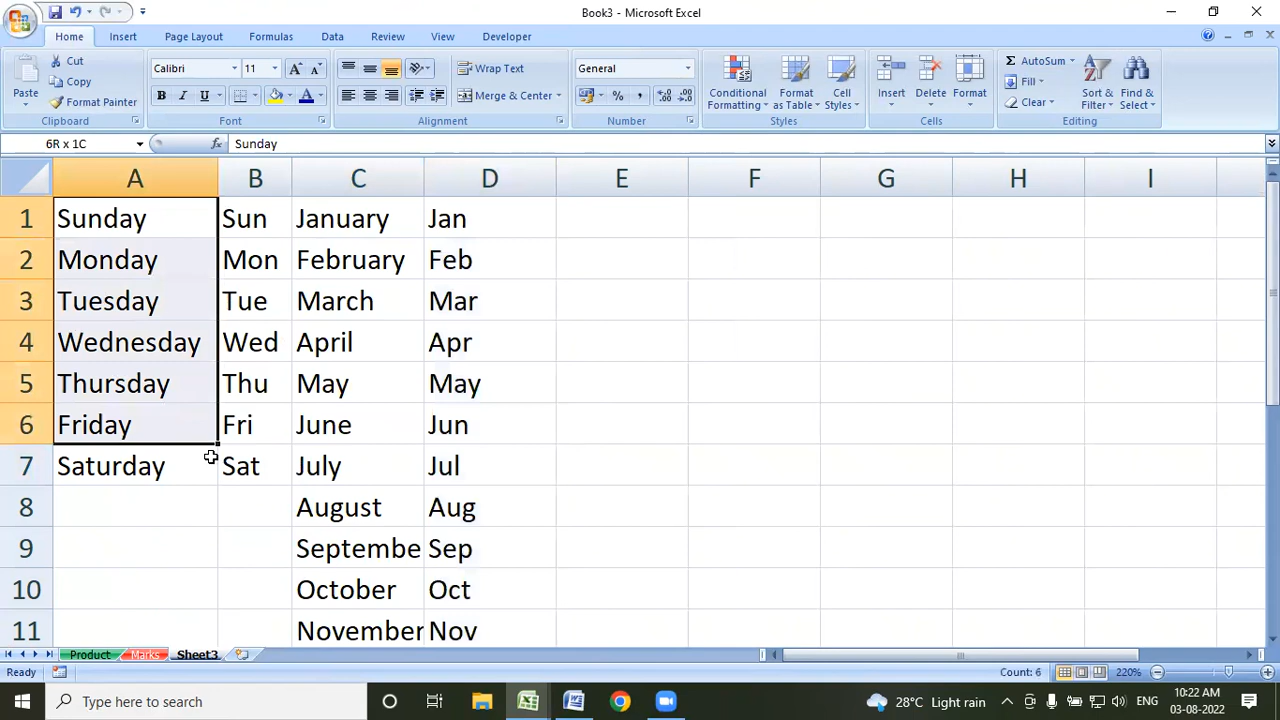 Book3 - Microsoft Excel
Home Insert Page Layout Formulas Data Review View Developer
Paste
Cut
Copy
Format Painter
Clipboard
Calibri 11
B I U
Font
Wrap Text
Merge & Center
Alignment
General
Number
Conditional Formatting
Format as Table
Cell Styles
Styles
Insert
Delete
Format
Cells
AutoSum
Fill
Clear
Sort & Filter
Find & Select
Editing
6R x 1C fx Sunday
A B C D E F G H I
1 Sunday Sun January Jan
2 Monday Mon February Feb
3 Tuesday Tue March Mar
4 Wednesday Wed April Apr
5 Thursday Thu May May
6 Friday Fri June Jun
7 Saturday Sat July Jul
8 August Aug
9 Septembe Sep
10 October Oct
11 November Nov
Product Marks Sheet3
Ready Count: 6 220%
Type here to search 28°C Light rain ENG 10:22 AM
03-08-2022